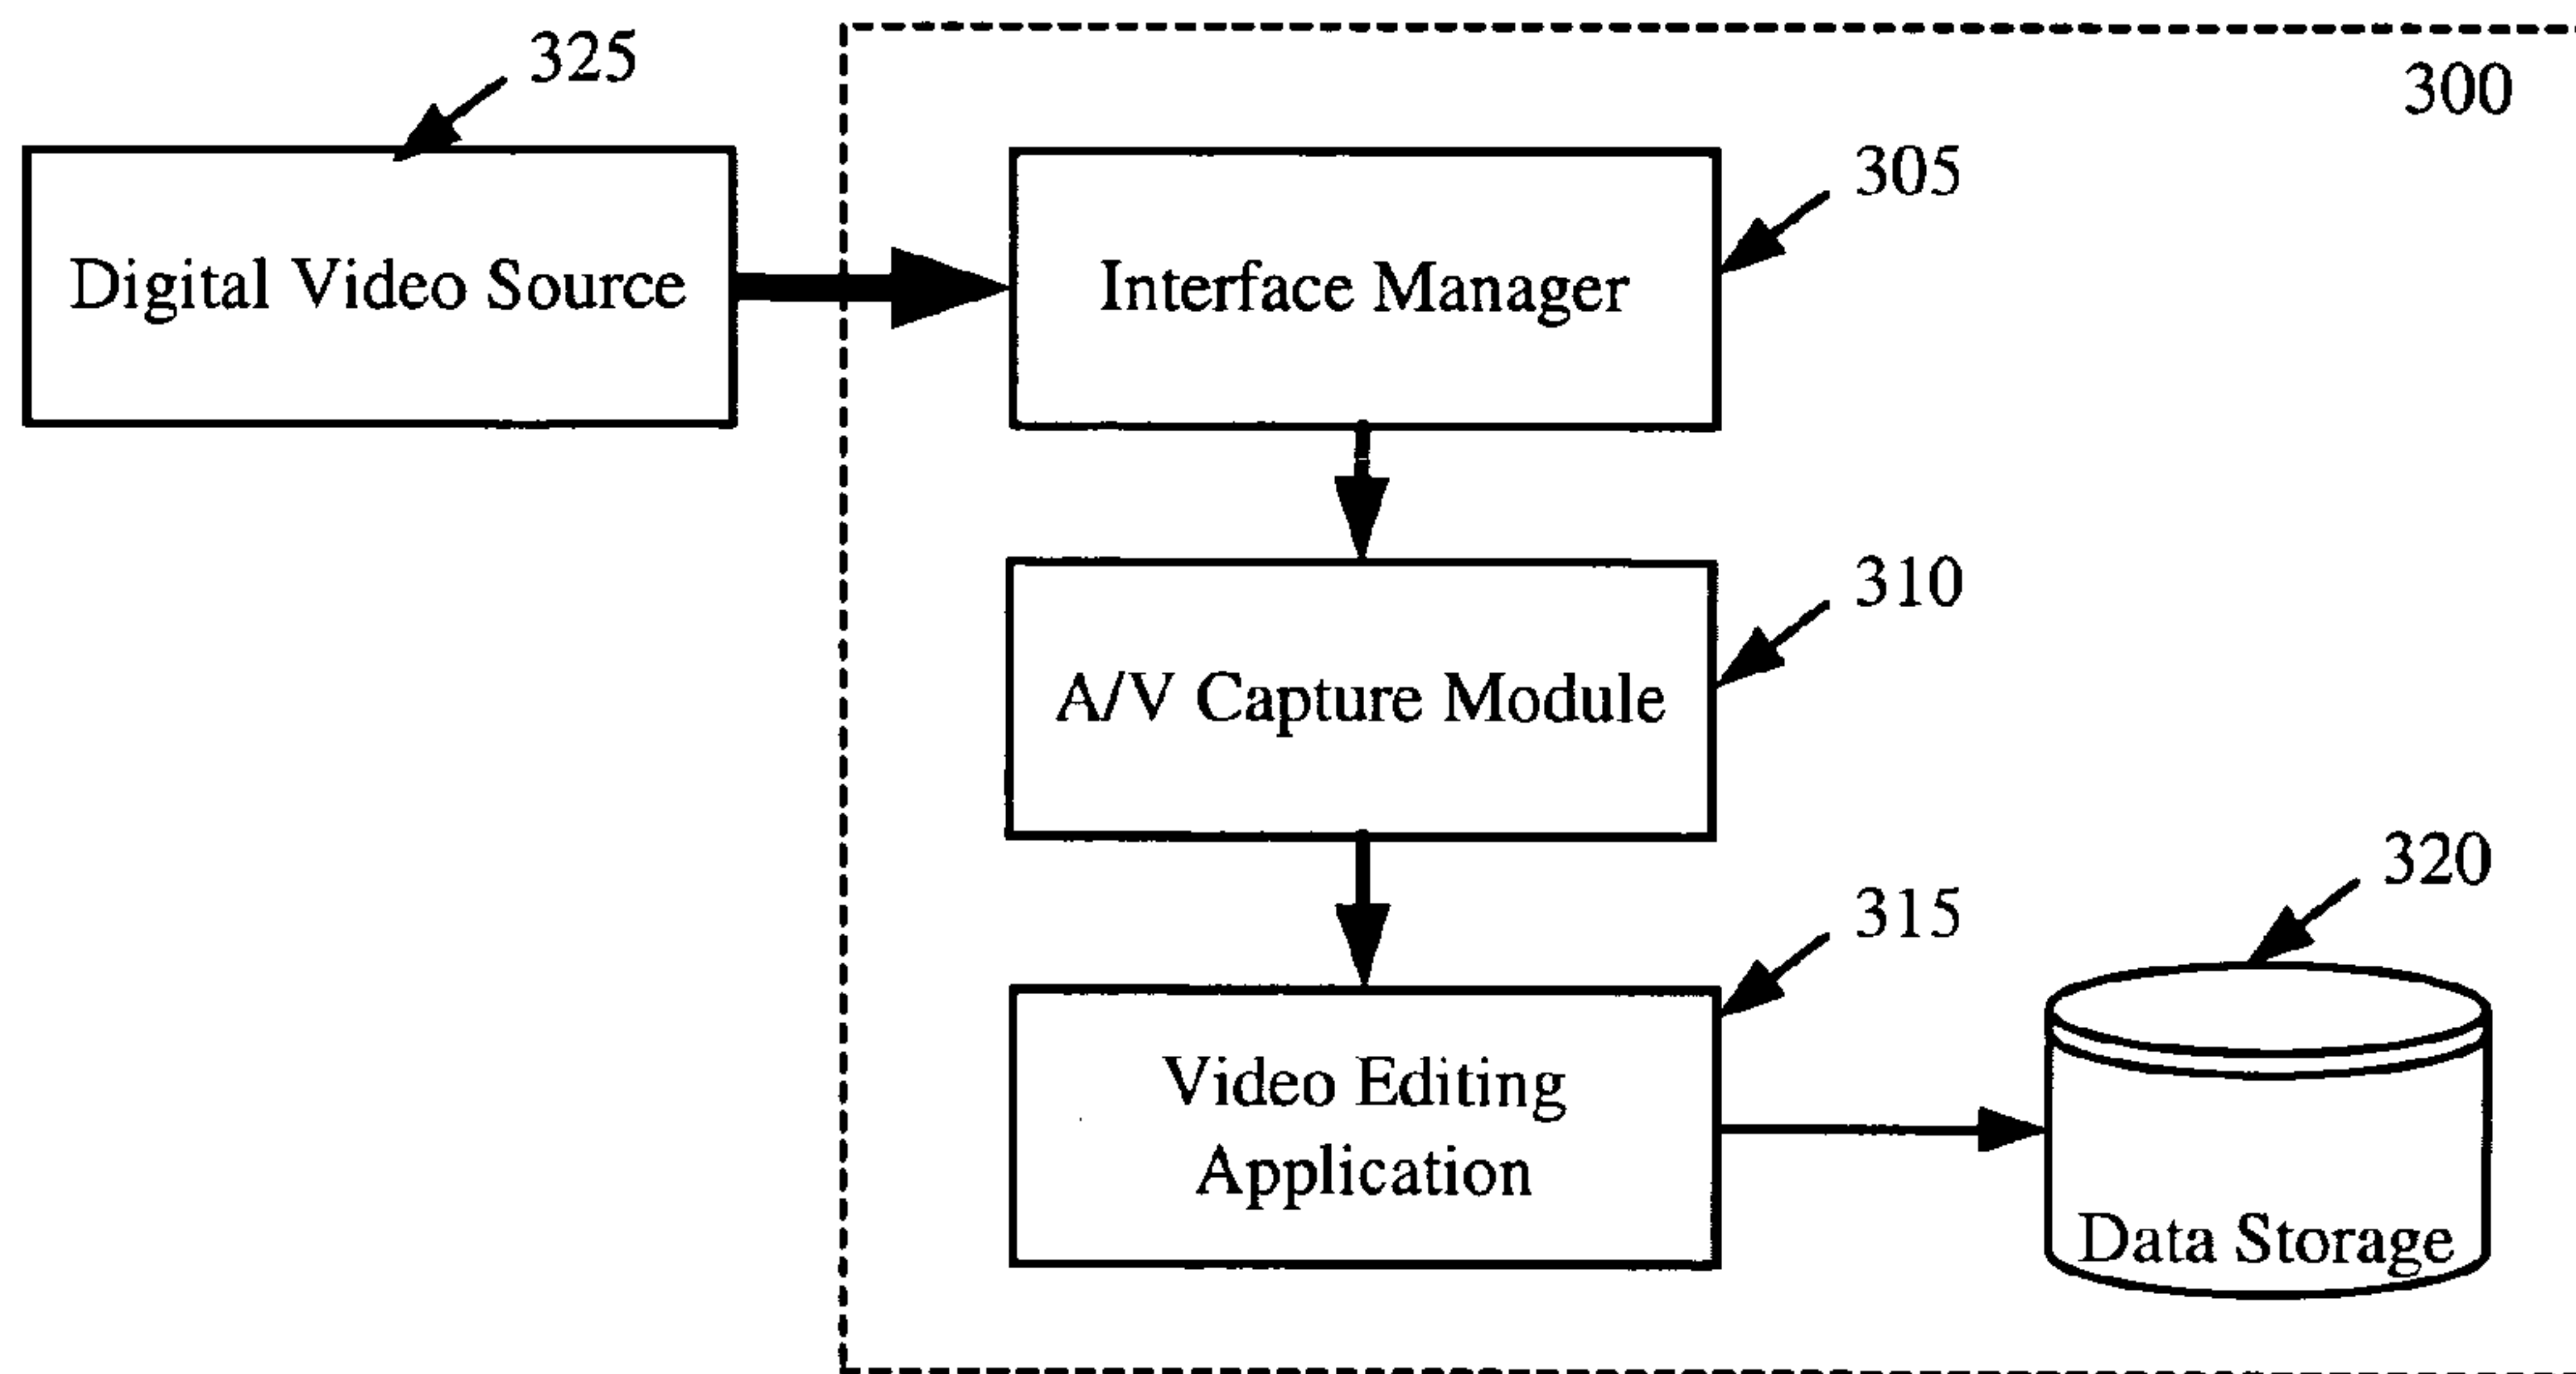 325
300
Digital Video Source
305
Interface Manager
310
A/V Capture Module
315
Video Editing
Application
320
Data Storage